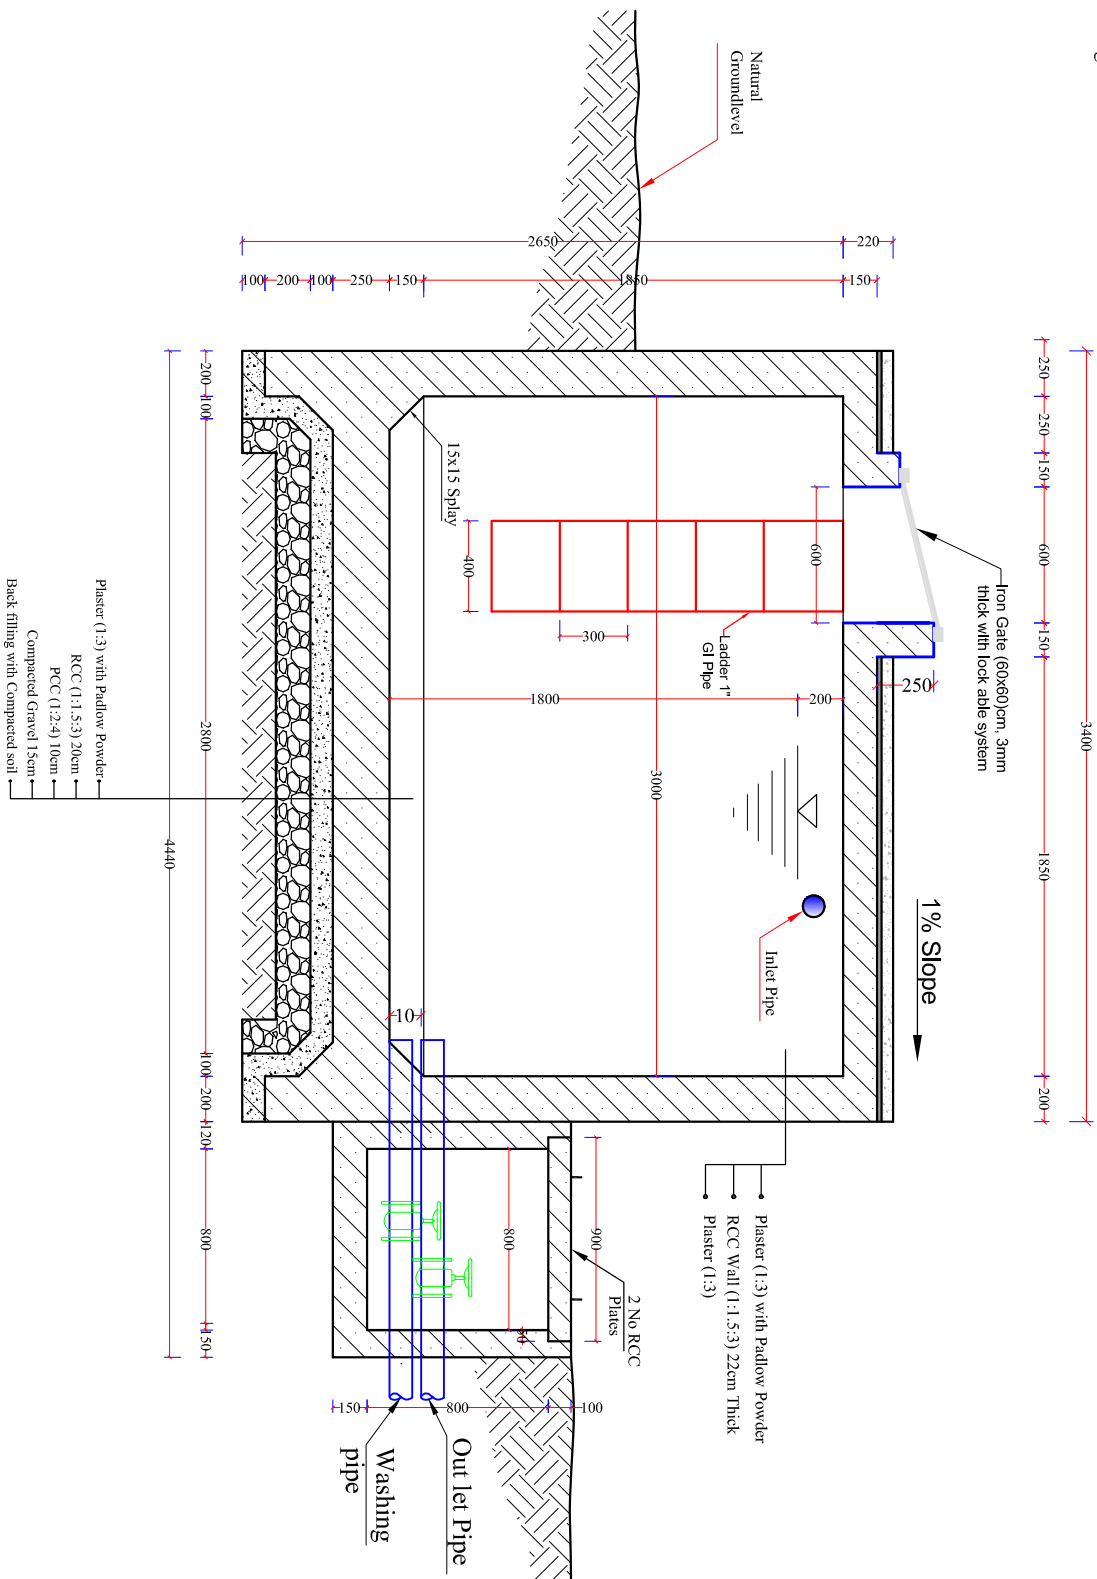 3400
250
250
150
600
150
1850
200
Iron Gate (60x60)cm, 3mm
thick with lock able system
1% Slope
250
220
150
2650
1850
150
250
100
200
100
Natural
Groundlevel
600
Ladder 1"
GI Pipe
300
400
15x15 Splay
200
1800
3000
Inlet Pipe
10
Plaster (1:3) with Padlow Powder
RCC Wall (1:1.5:3) 22cm Thick
Plaster (1:3)
2 No RCC
Plates
900
800
50
100
800
150
Out let Pipe
Washing
pipe
200
100
2800
100
200
120
800
150
4440
Plaster (1:3) with Padlow Powder
RCC (1:1.5:3) 20cm
PCC (1:2:4) 10cm
Compacted Gravel 15cm
Back filling with Compacted soil